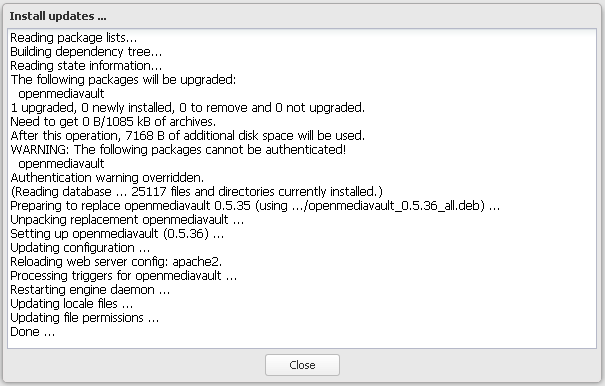 Install updates ...
Reading package lists...
Building dependency tree...
Reading state information...
The following packages will be upgraded:
openmediavault
1 upgraded, 0 newly installed, 0 to remove and 0 not upgraded.
Need to get 0 B/1085 kB of archives.
After this operation, 7168 B of additional disk space will be used.
WARNING: The following packages cannot be authenticated!
openmediavault
Authentication warning overridden.
(Reading database ... 25117 files and directories currently installed.)
Preparing to replace openmediavault 0.5.35 (using .../openmediavault_0.5.36_all.deb) ...
Unpacking replacement openmediavault ...
Setting up openmediavault (0.5.36) ...
Updating configuration ...
Reloading web server config: apache2.
Processing triggers for openmediavault ...
Restarting engine daemon ...
Updating locale files ...
Updating file permissions ...
Done ...
Close